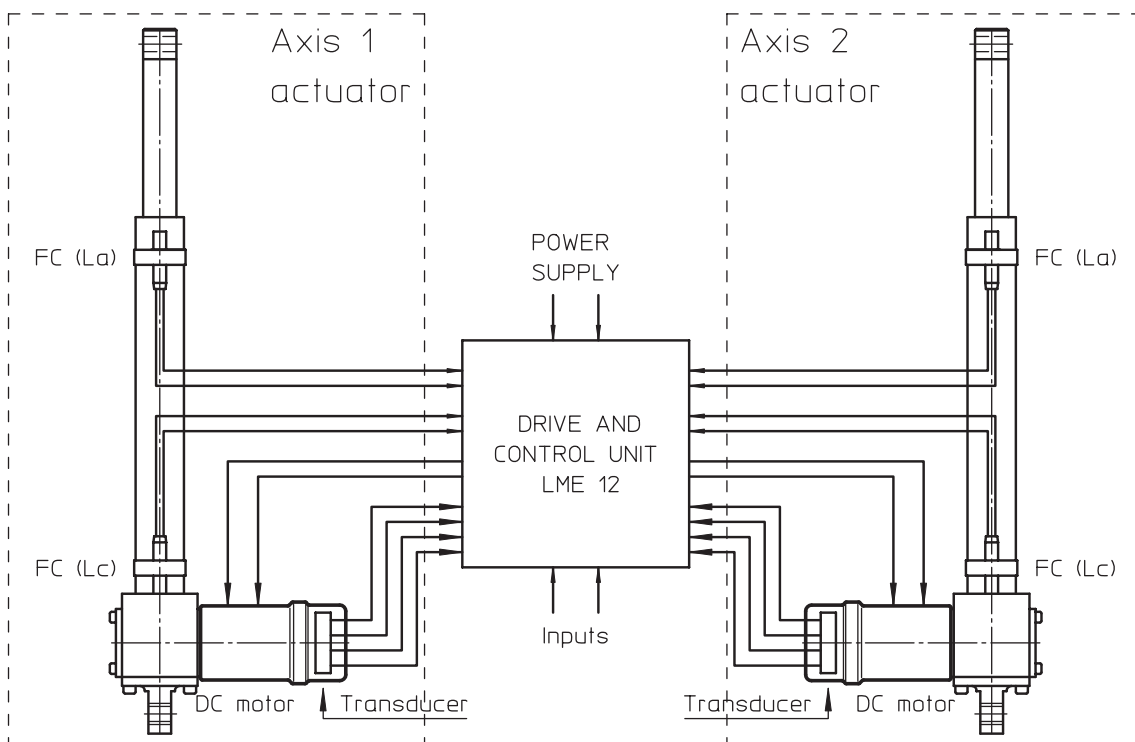 Axis 1
actuator
Axis 2
actuator
FC (La)
POWER
SUPPLY
FC (La)
DRIVE AND
CONTROL UNIT
LME 12
FC (Lc)
FC (Lc)
Inputs
DC motor
Transducer
Transducer
DC motor